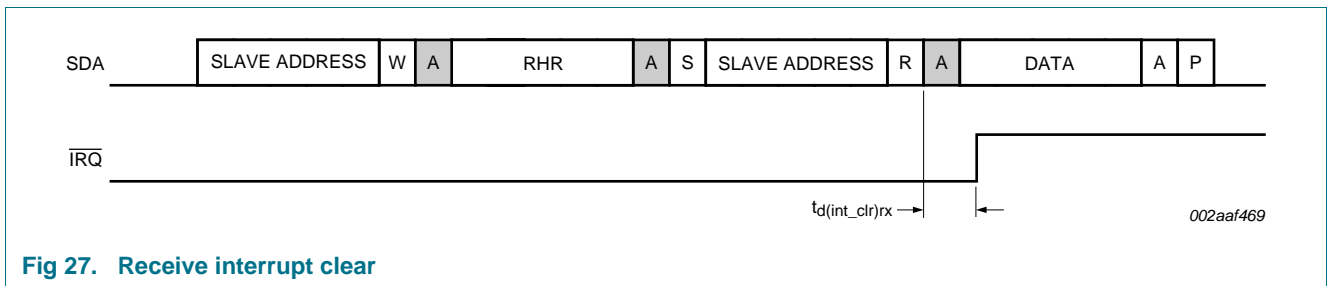 SDA SLAVE ADDRESS W A RHR A S SLAVE ADDRESS R A DATA A P
IRQ
td(int_clr)rx
002aaf469
Fig 27. Receive interrupt clear